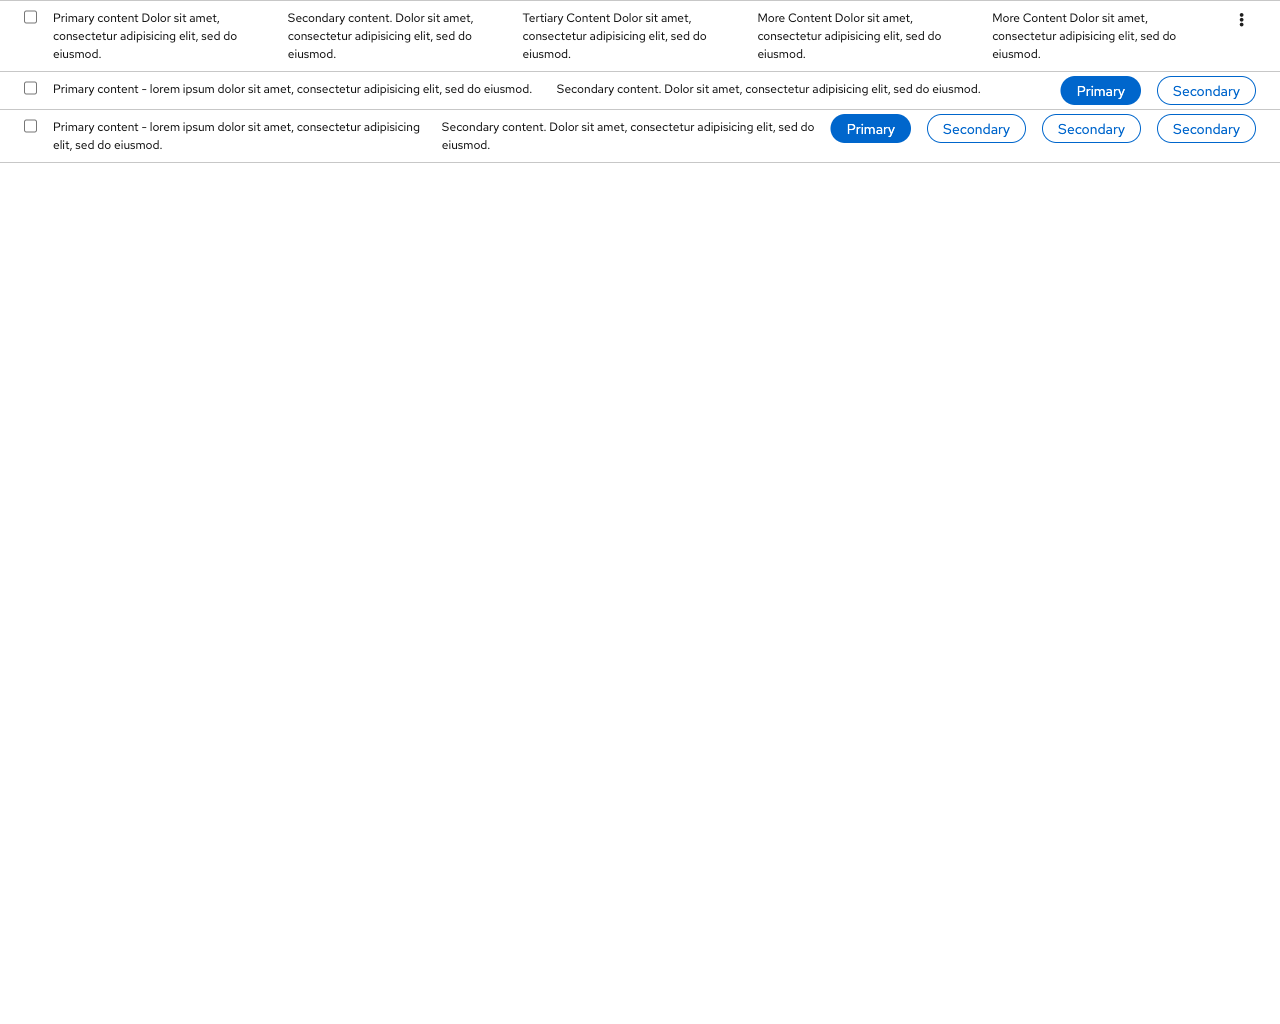 Primary content Dolor sit amet, consectetur adipisicing elit, sed do eiusmod.
Secondary content. Dolor sit amet, consectetur adipisicing elit, sed do eiusmod.
Tertiary Content Dolor sit amet, consectetur adipisicing elit, sed do eiusmod.
More Content Dolor sit amet, consectetur adipisicing elit, sed do eiusmod.
More Content Dolor sit amet, consectetur adipisicing elit, sed do eiusmod.
Primary content - lorem ipsum dolor sit amet, consectetur adipisicing elit, sed do eiusmod.
Secondary content. Dolor sit amet, consectetur adipisicing elit, sed do eiusmod.
Primary
Secondary
Primary content - lorem ipsum dolor sit amet, consectetur adipisicing
elit, sed do eiusmod.
Secondary content. Dolor sit amet, consectetur adipisicing elit, sed do
eiusmod.
Primary
Secondary
Secondary
Secondary